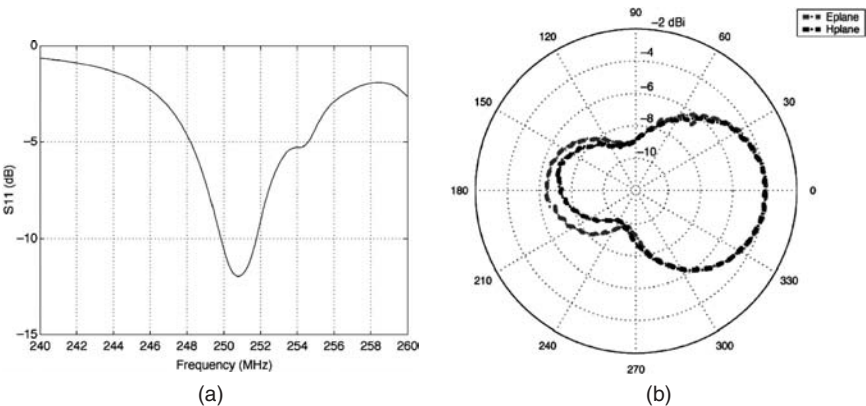 0
−5
−10
−15
S11 (dB)
240 242 244 246 248 250 252 254 256 258 260
Frequency (MHz)
(a)
Eplane
Hplane
90
−2 dBi
120
60
−4
−6
150
30
−8
−10
180
0
210
330
240
300
270
(b)